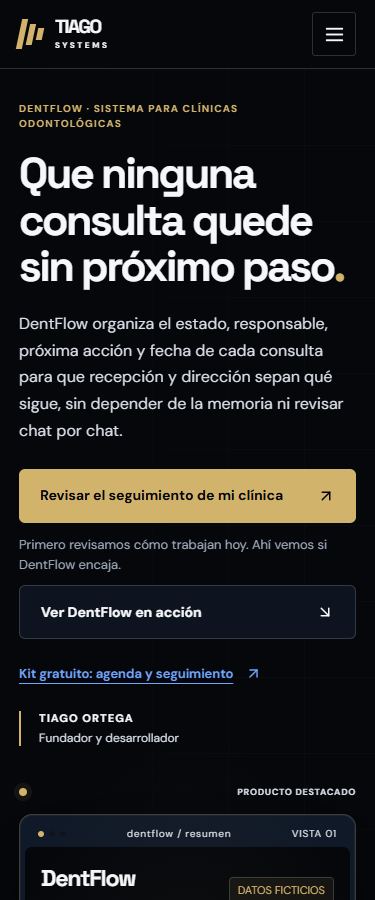 TIAGO
SYSTEMS
DENTFLOW · SISTEMA PARA CLÍNICAS
ODONTOLÓGICAS
Que ninguna
consulta quede
sin próximo paso.
DentFlow organiza el estado, responsable,
próxima acción y fecha de cada consulta
para que recepción y dirección sepan qué
sigue, sin depender de la memoria ni revisar
chat por chat.
Revisar el seguimiento de mi clínica
Primero revisamos cómo trabajan hoy. Ahí vemos si
DentFlow encaja.
Ver DentFlow en acción
Kit gratuito: agenda y seguimiento
TIAGO ORTEGA
Fundador y desarrollador
PRODUCTO DESTACADO
dentflow / resumen VISTA 01
DentFlow
DATOS FICTICIOS